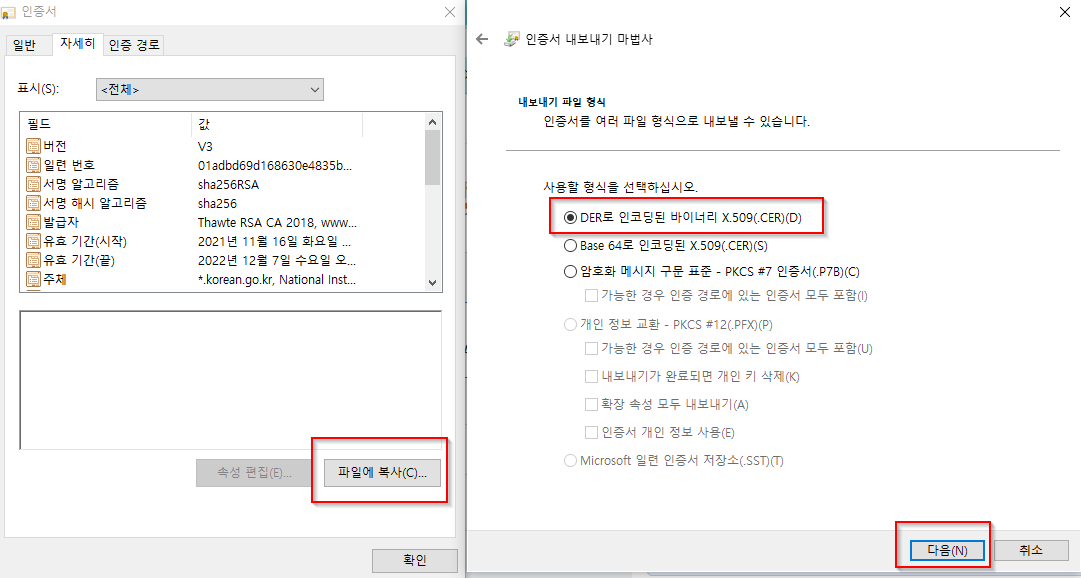 인증서
일반 자세히 인증 경로
표시(S): <전체>
필드 값
버전 V3
일련 번호 01adbd69d168630e4835b...
서명 알고리즘 sha256RSA
서명 해시 알고리즘 sha256
발급자 Thawte RSA CA 2018, www...
유효 기간(시작) 2021년 11월 16일 화요일 ...
유효 기간(끝) 2022년 12월 7일 수요일 오...
주체 *.korean.go.kr, National Inst...
속성 편집(E)... 파일에 복사(C)...
확인
인증서 내보내기 마법사
내보내기 파일 형식
인증서를 여러 파일 형식으로 내보낼 수 있습니다.
사용할 형식을 선택하십시오.
DER로 인코딩된 바이너리 X.509(.CER)(D)
Base 64로 인코딩된 X.509(.CER)(S)
암호화 메시지 구문 표준 - PKCS #7 인증서(.P7B)(C)
가능한 경우 인증 경로에 있는 인증서 모두 포함(I)
개인 정보 교환 - PKCS #12(.PFX)(P)
가능한 경우 인증 경로에 있는 인증서 모두 포함(U)
내보내기가 완료되면 개인 키 삭제(K)
확장 속성 모두 내보내기(A)
인증서 개인 정보 사용(E)
Microsoft 일련 인증서 저장소(.SST)(T)
다음(N) 취소